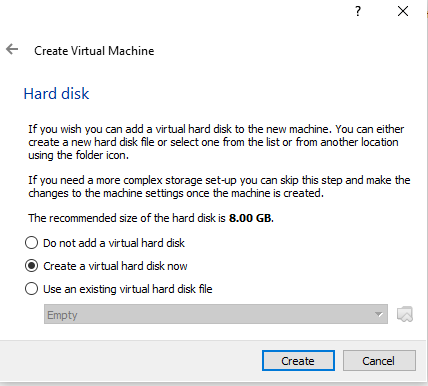 ?
Create Virtual Machine
Hard disk
If you wish you can add a virtual hard disk to the new machine. You can either
create a new hard disk file or select one from the list or from another location
using the folder icon.
If you need a more complex storage set-up you can skip this step and make the
changes to the machine settings once the machine is created.
The recommended size of the hard disk is 8.00 GB.
Do not add a virtual hard disk
Create a virtual hard disk now
Use an existing virtual hard disk file
Empty
Create
Cancel